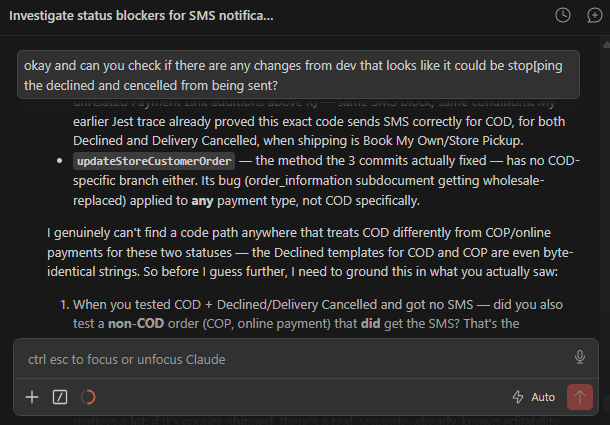 Investigate status blockers for SMS notifica...
okay and can you check if there are any changes from dev that looks like it could be stop[ping
the declined and cencelled from being sent?
unrelated Payment Link additions above it) — same SMS block, same conditions. My
earlier Jest trace already proved this exact code sends SMS correctly for COD, for both
Declined and Delivery Cancelled, when shipping is Book My Own/Store Pickup.
• updateStoreCustomerOrder — the method the 3 commits actually fixed — has no COD-
specific branch either. Its bug (order_information subdocument getting wholesale-
replaced) applied to any payment type, not COD specifically.
I genuinely can't find a code path anywhere that treats COD differently from COP/online
payments for these two statuses — the Declined templates for COD and COP are even byte-
identical strings. So before I guess further, I need to ground this in what you actually saw:
1. When you tested COD + Declined/Delivery Cancelled and got no SMS — did you also
test a non-COD order (COP, online payment) that did get the SMS? That's the
ctrl esc to focus or unfocus Claude
Auto